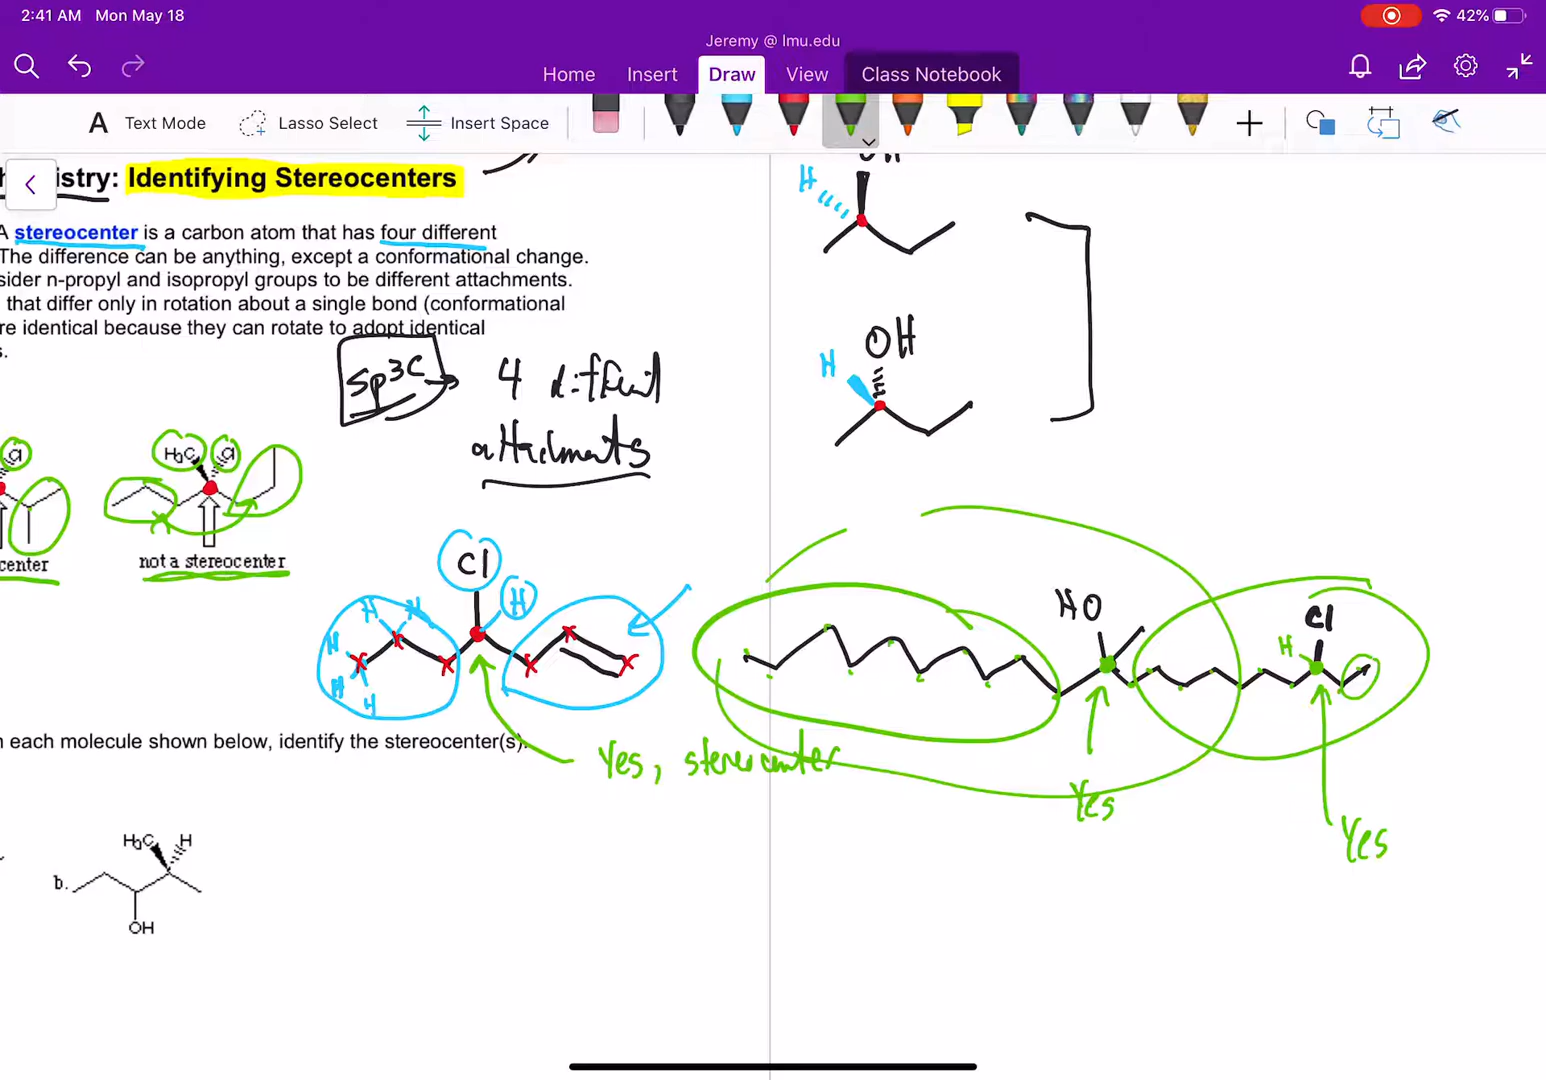 2:41 AM Mon May 18
42%
Jeremy @ lmu.edu
Home Insert Draw View Class Notebook
A Text Mode Lasso Select Insert Space
istry: Identifying Stereocenters
A stereocenter is a carbon atom that has four different
The difference can be anything, except a conformational change.
sider n-propyl and isopropyl groups to be different attachments.
that differ only in rotation about a single bond (conformational
re identical because they can rotate to adopt identical
s.
OH
H
sp3C
4 different
attachments
OH
H
Cl
H3C Cl
center
not a stereocenter
Cl
H
H H
H
H H
HO
Cl
H
n each molecule shown below, identify the stereocenter(s).
Yes, stereocenter
Yes
Yes
H3C H
b.
OH